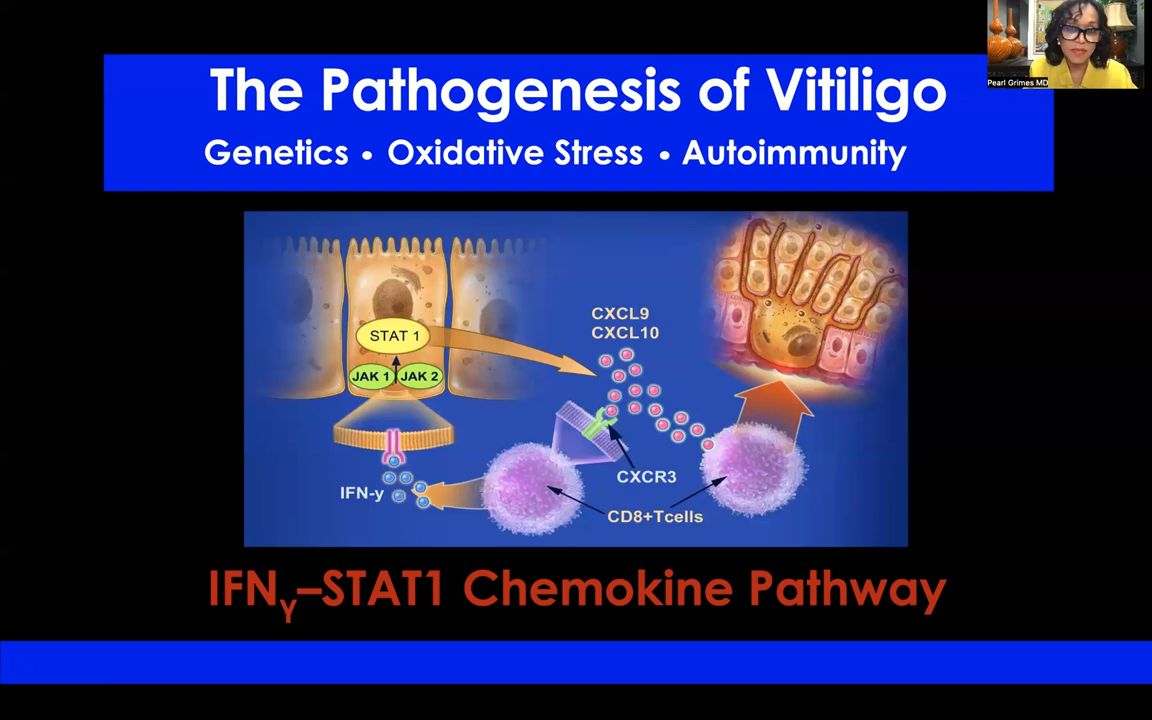 The Pathogenesis of Vitiligo
Genetics • Oxidative Stress • Autoimmunity
Pearl Grimes MD
CXCL9
CXCL10
STAT 1
JAK 1 JAK 2
CXCR3
IFN-y
CD8+Tcells
IFNγ–STAT1 Chemokine Pathway